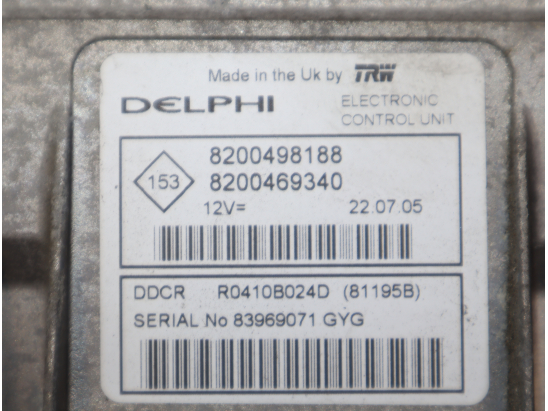 Made in the Uk by TRW
DELPHI
ELECTRONIC
CONTROL UNIT
153
8200498188
8200469340
12V=
22.07.05
DDCR R0410B024D (81195B)
SERIAL No 83969071 GYG